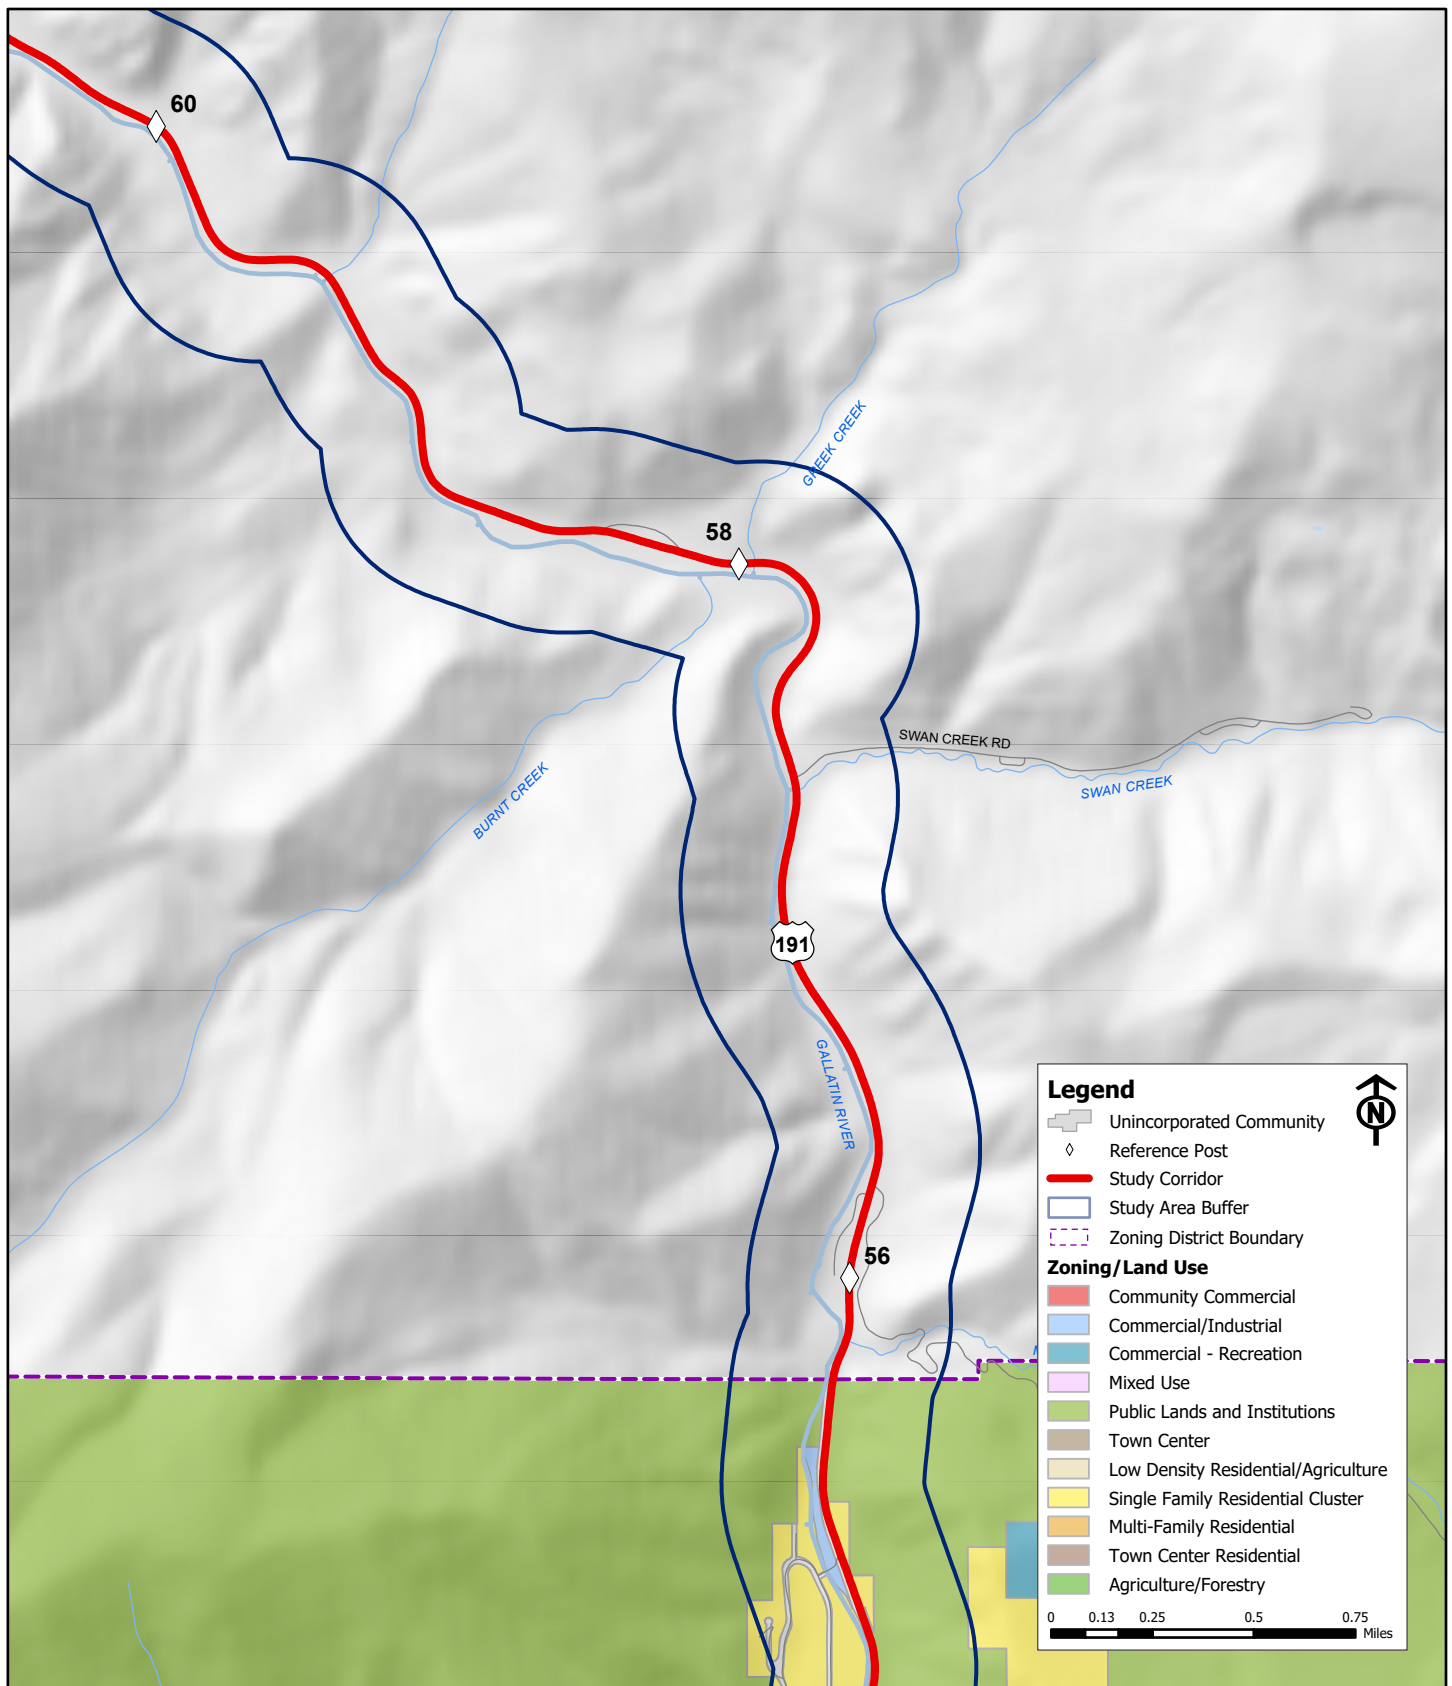 60
GREEK CREEK
58
SWAN CREEK RD
SWAN CREEK
BURNT CREEK
191
GALLATIN RIVER
56
Legend
N
Unincorporated Community
Reference Post
Study Corridor
Study Area Buffer
Zoning District Boundary
Zoning/Land Use
Community Commercial
Commercial/Industrial
Commercial - Recreation
Mixed Use
Public Lands and Institutions
Town Center
Low Density Residential/Agriculture
Single Family Residential Cluster
Multi-Family Residential
Town Center Residential
Agriculture/Forestry
0 0.13 0.25 0.5 0.75
Miles